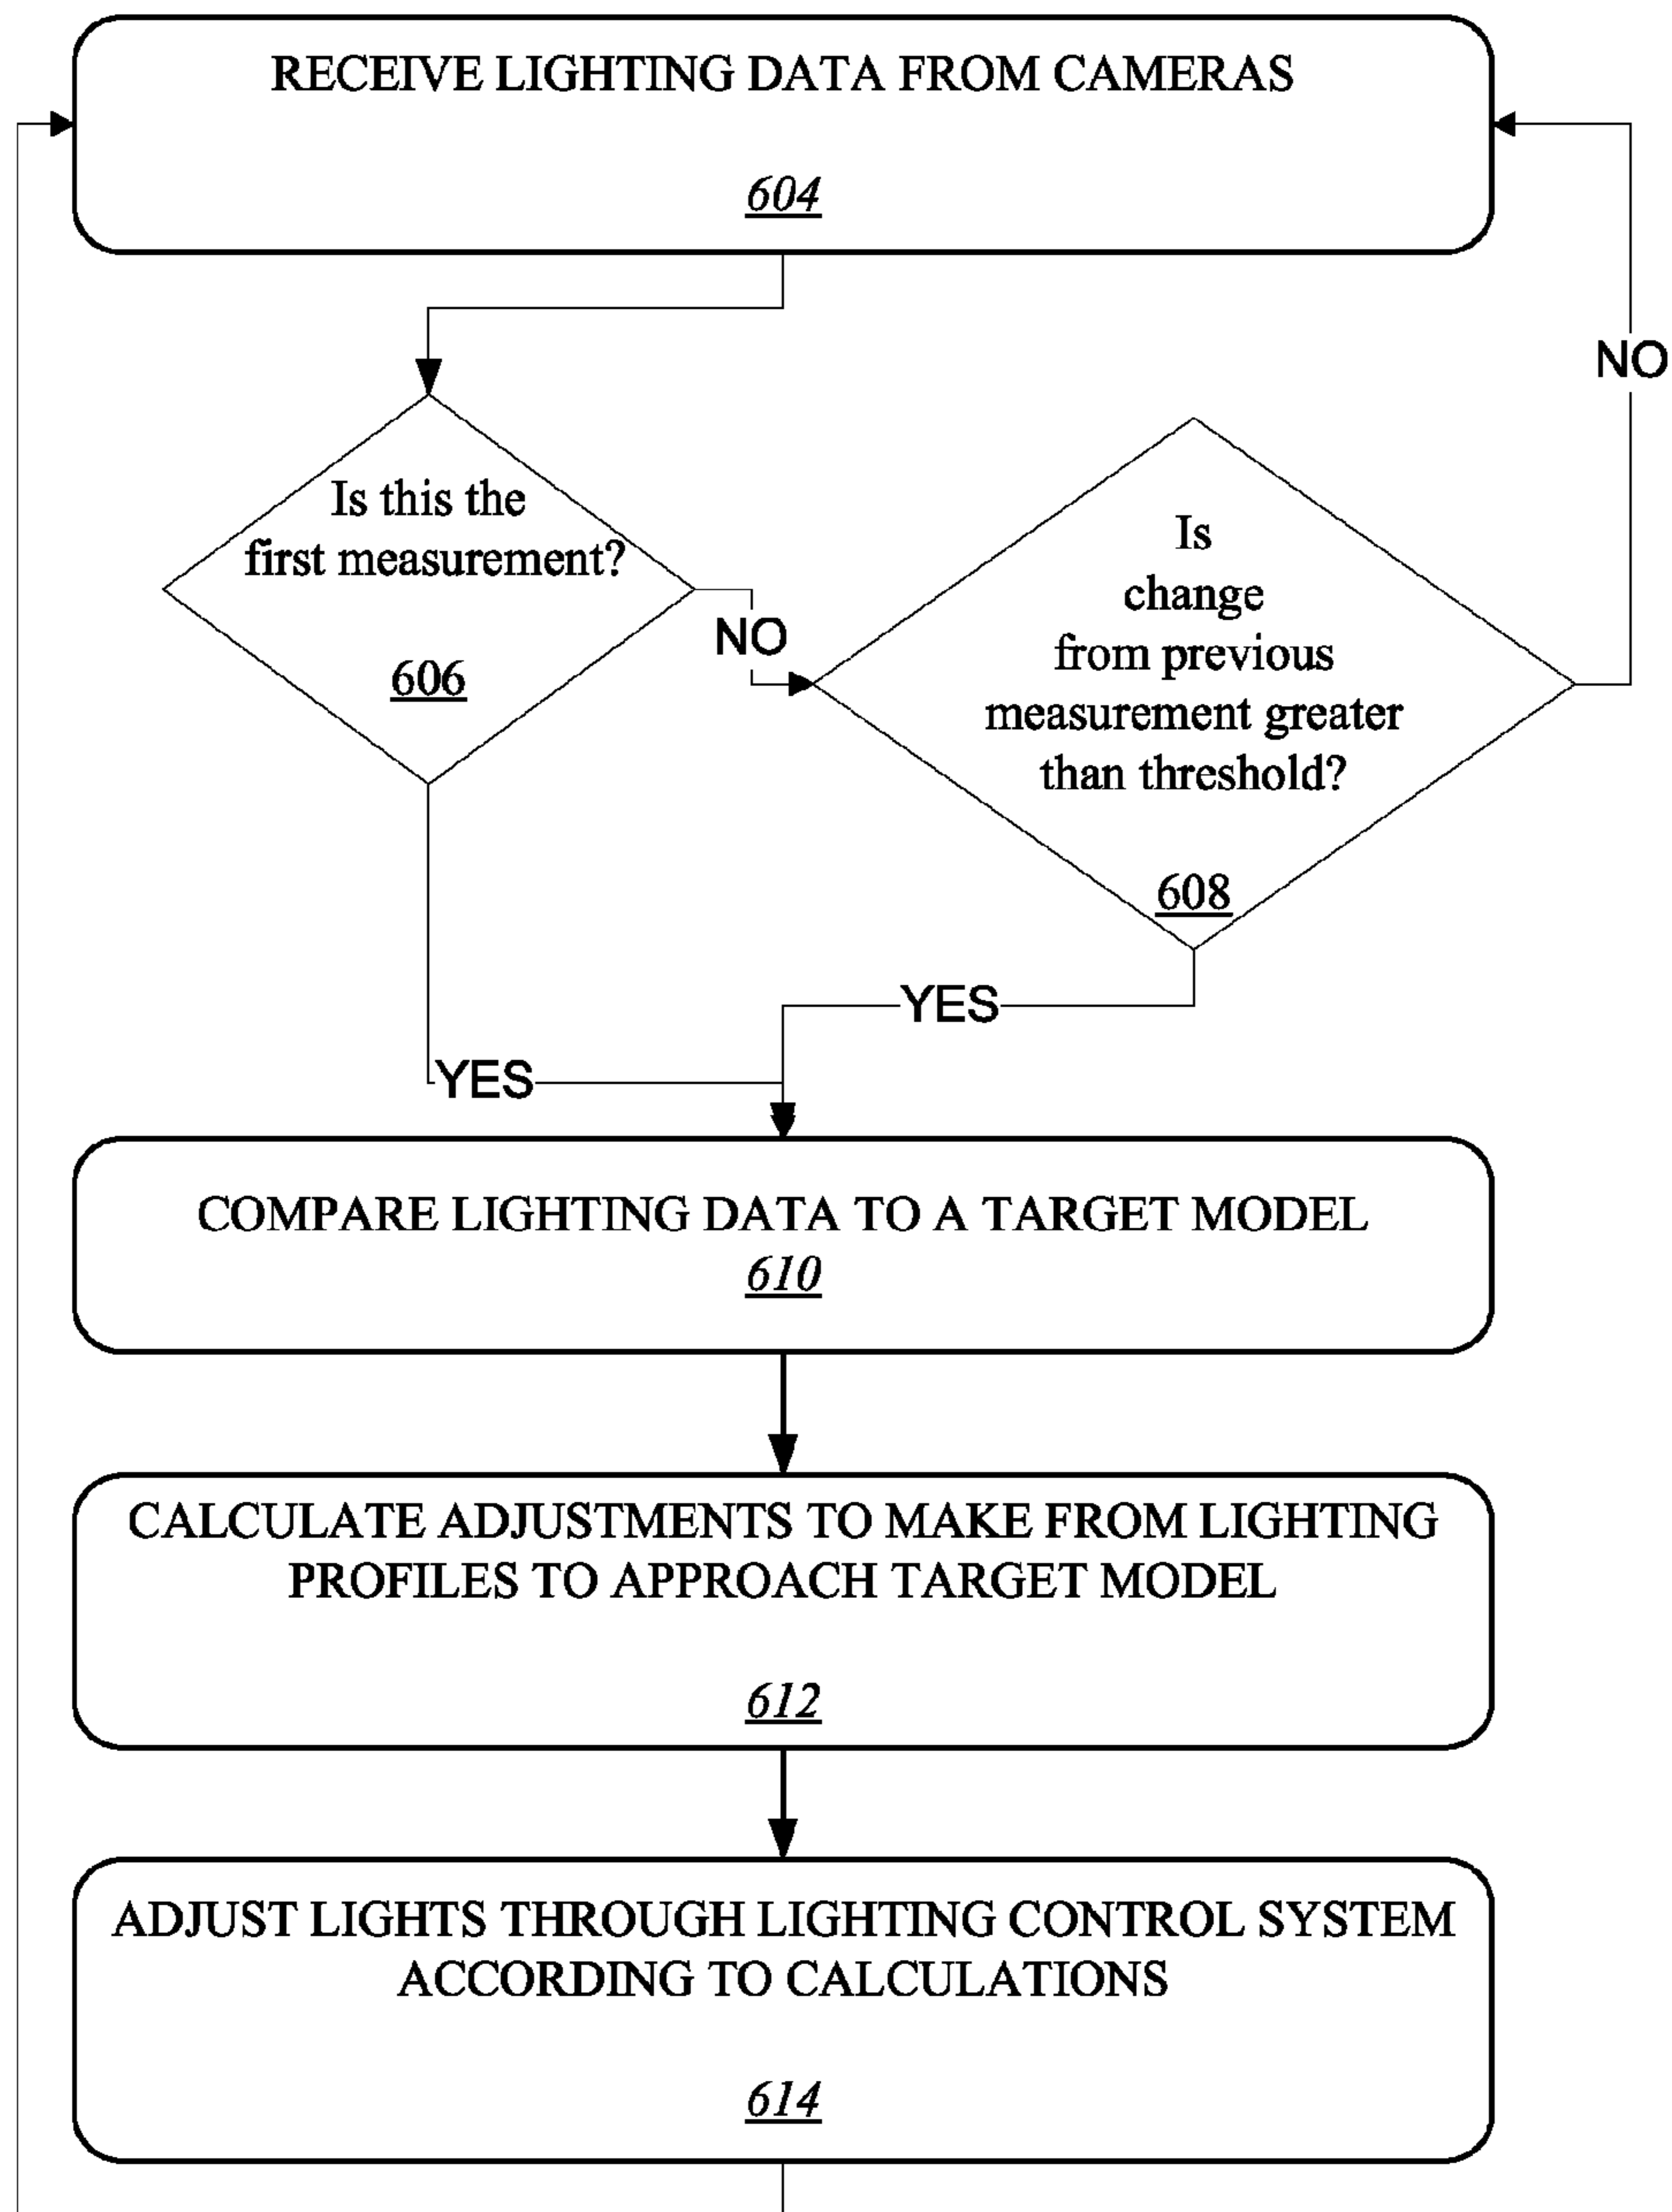 RECEIVE LIGHTING DATA FROM CAMERAS
604
NO
Is this the
first measurement?
606
NO
Is
change
from previous
measurement greater
than threshold?
608
YES
YES
COMPARE LIGHTING DATA TO A TARGET MODEL
610
CALCULATE ADJUSTMENTS TO MAKE FROM LIGHTING
PROFILES TO APPROACH TARGET MODEL
612
ADJUST LIGHTS THROUGH LIGHTING CONTROL SYSTEM
ACCORDING TO CALCULATIONS
614